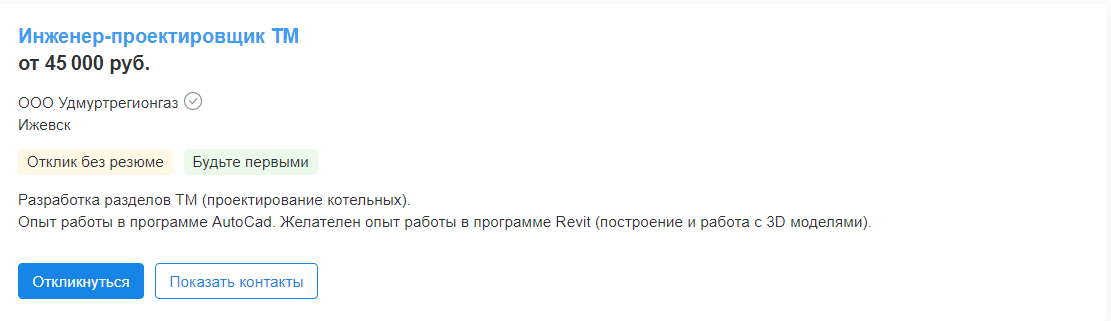 Инженер-проектировщик ТМ
от 45 000 руб.
ООО Удмуртрегионгаз
Ижевск
Отклик без резюме Будьте первыми
Разработка разделов ТМ (проектирование котельных).
Опыт работы в программе AutoCad. Желателен опыт работы в программе Revit (построение и работа с 3D моделями).
Откликнуться Показать контакты